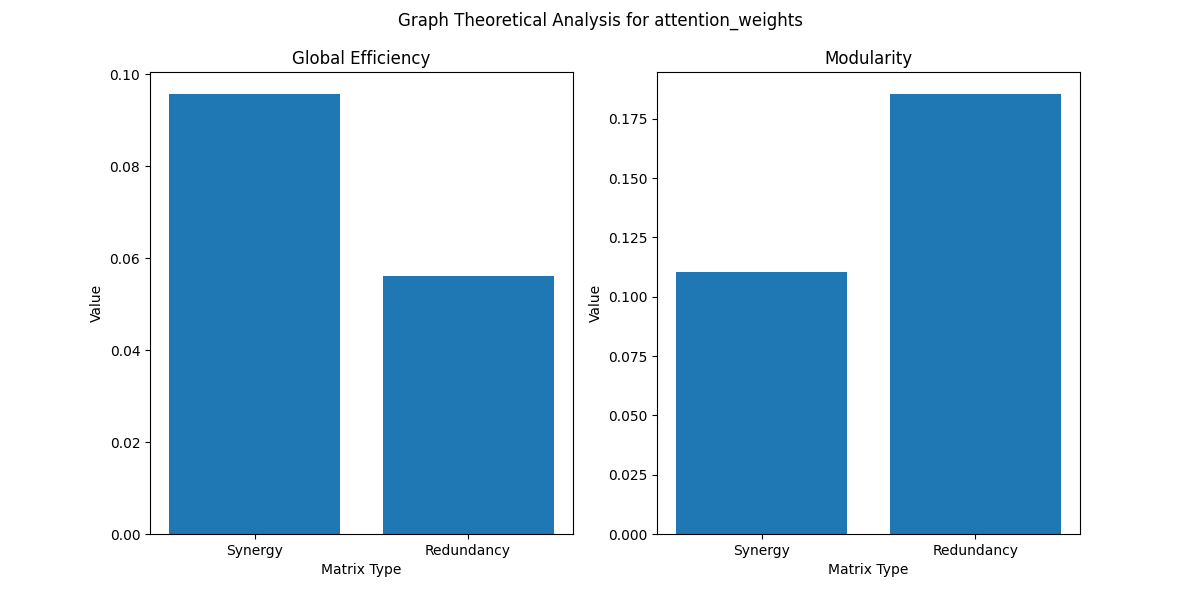 Graph Theoretical Analysis for attention_weights
Global Efficiency
0.10
0.08
0.06
0.04
0.02
0.00
Value
Synergy
Redundancy
Matrix Type
Modularity
0.175
0.150
0.125
0.100
0.075
0.050
0.025
0.000
Value
Synergy
Redundancy
Matrix Type